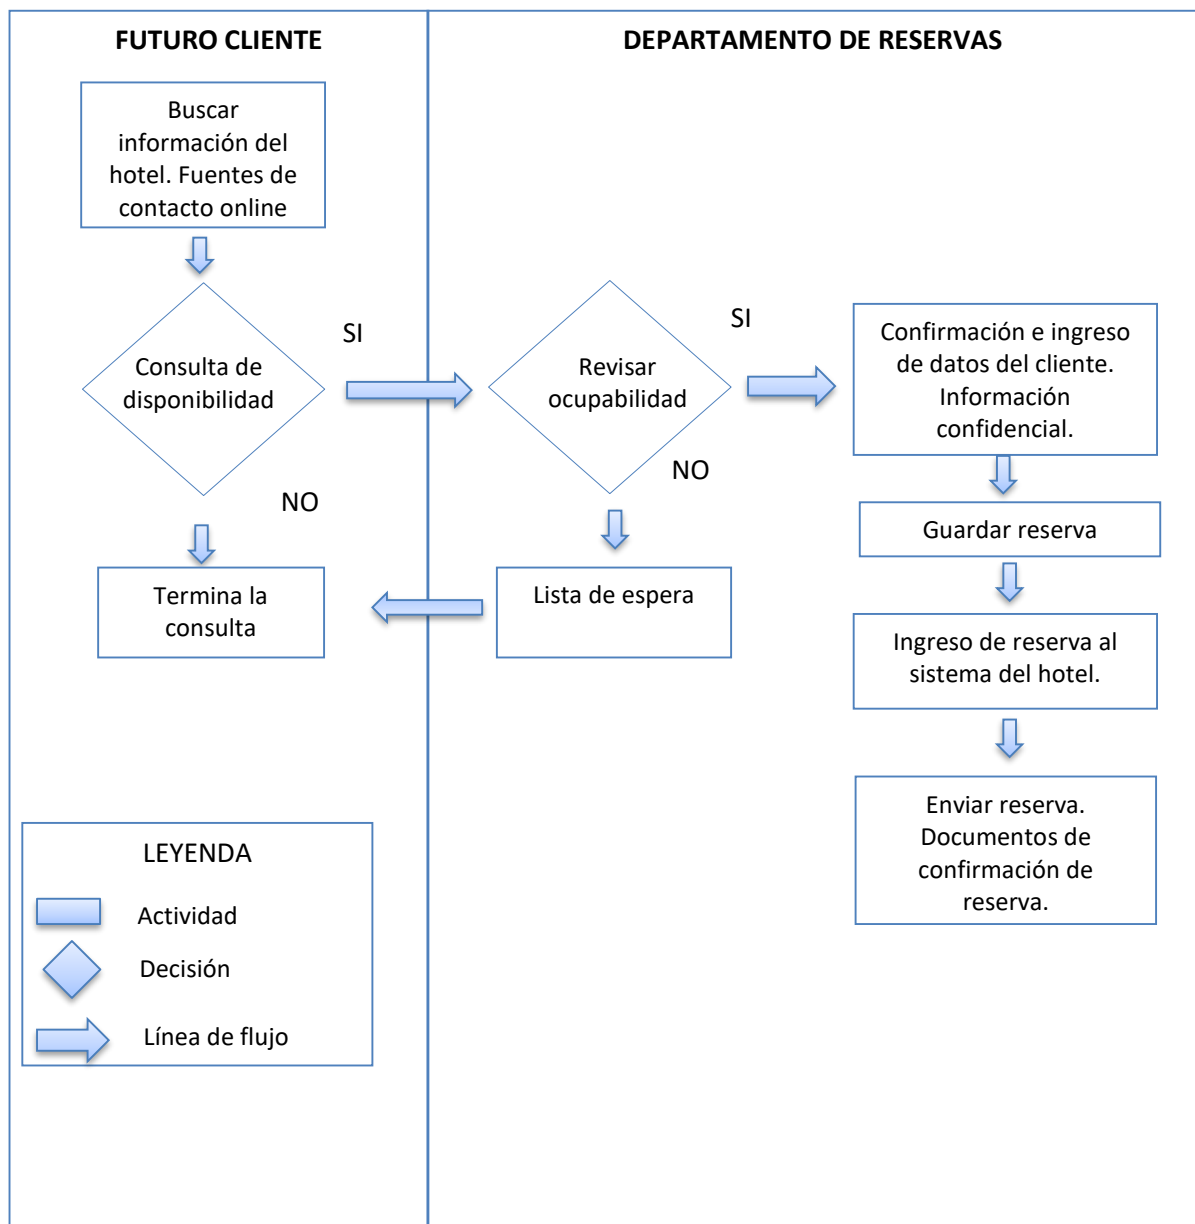 FUTURO CLIENTE
DEPARTAMENTO DE RESERVAS
Buscar
información del
hotel. Fuentes de
contacto online
Consulta de
disponibilidad
SI
NO
Termina la
consulta
Revisar
ocupabilidad
SI
NO
Lista de espera
Confirmación e ingreso
de datos del cliente.
Información
confidencial.
Guardar reserva
Ingreso de reserva al
sistema del hotel.
Enviar reserva.
Documentos de
confirmación de
reserva.
LEYENDA
Actividad
Decisión
Línea de flujo